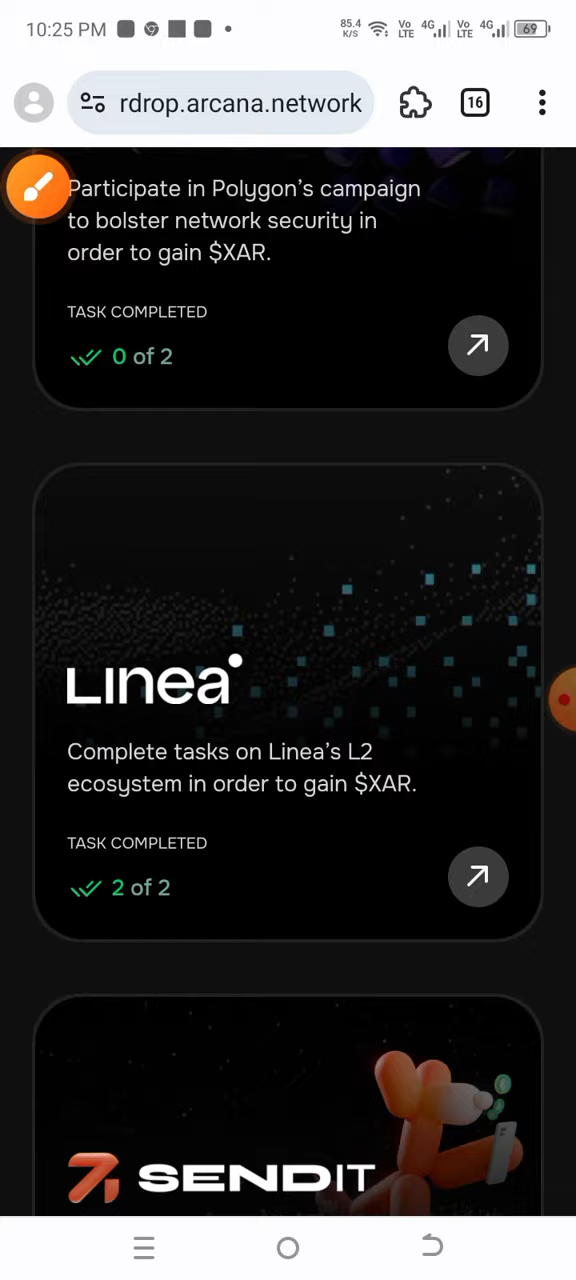 10:25 PM
85.4 K/S
Vo LTE 4G Vo LTE 4G 69
rdrop.arcana.network
16
Participate in Polygon’s campaign
to bolster network security in
order to gain $XAR.
TASK COMPLETED
0 of 2
Linea
Complete tasks on Linea’s L2
ecosystem in order to gain $XAR.
TASK COMPLETED
2 of 2
SENDIT